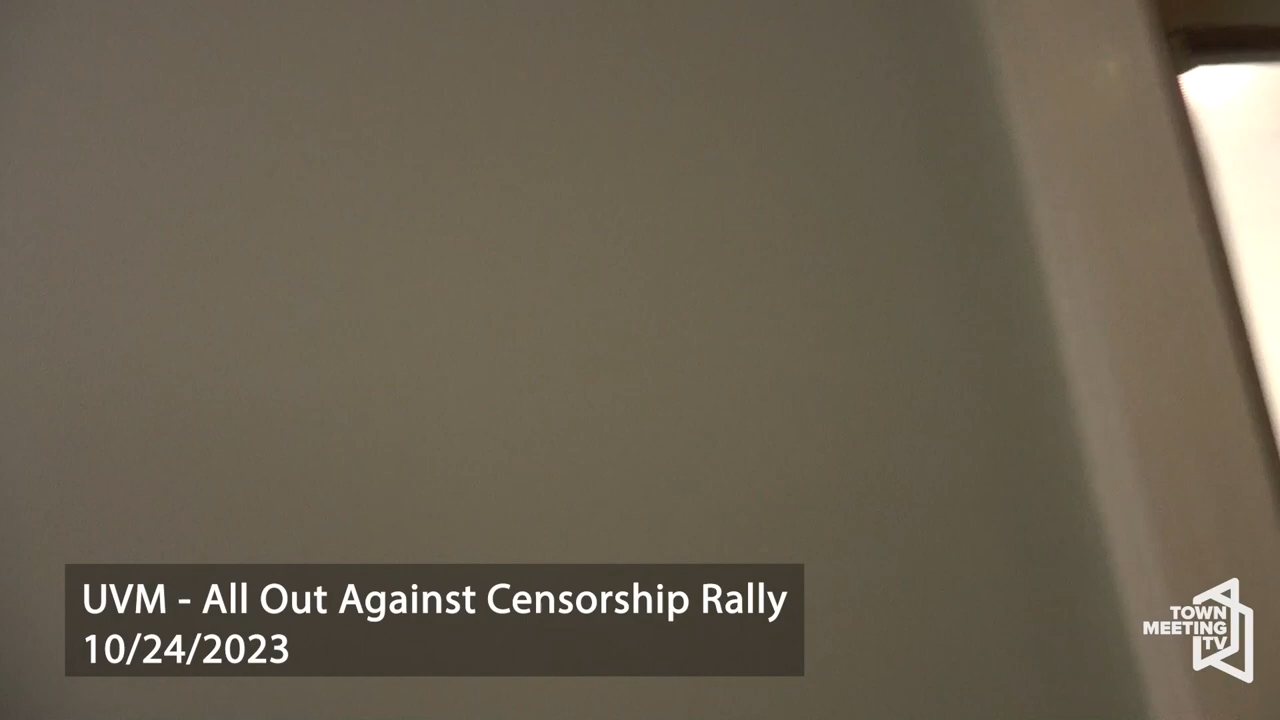 UVM - All Out Against Censorship Rally
10/24/2023
TOWN
MEETING
TV